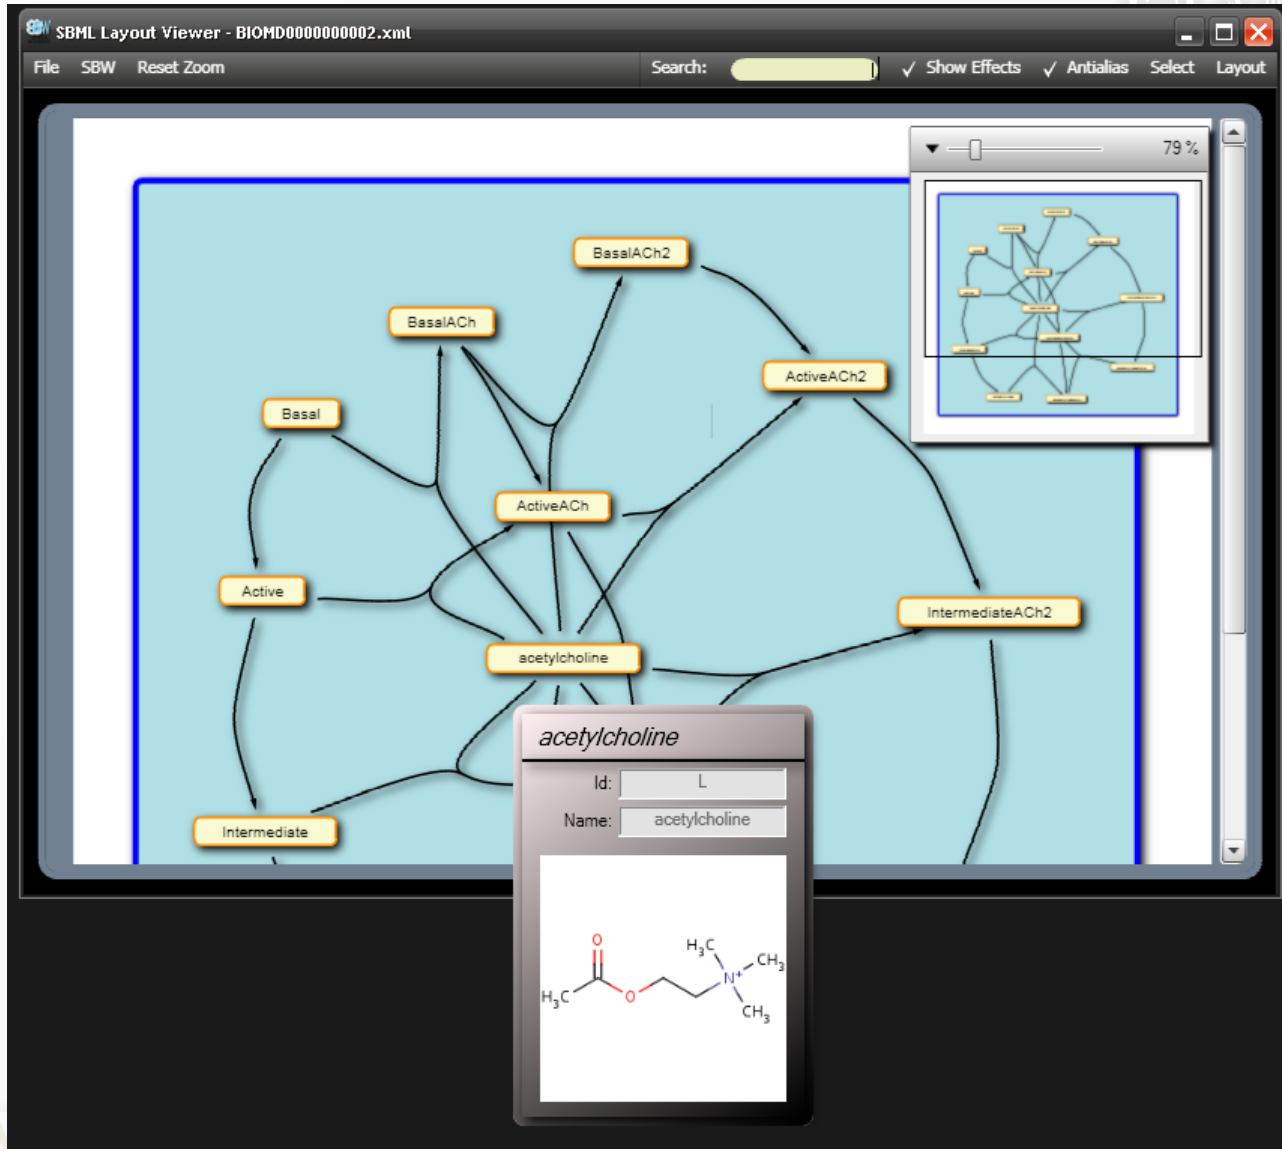 SBML Layout Viewer - BIOMD0000000002.xml
File SBW Reset Zoom Search: ✓ Show Effects ✓ Antialias Select Layout
79 %
BasalACh2
BasalACh
ActiveACh2
Basal
ActiveACh
Active
IntermediateACh2
acetylcholine
acetylcholine
Id: L
Name: acetylcholine
Intermediate
O
H3C
CH3
N+
H3C
O
CH3